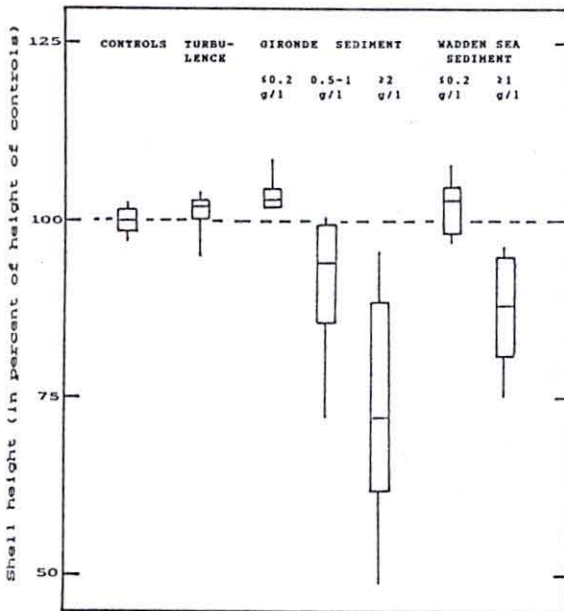 Shell height (in percent of height of controls)
125
100
75
50
CONTROLS
TURBU-
LENCE
GIRONDE SEDIMENT
≤0.2
g/l
0.5-1
g/l
≥2
g/l
WADDEN SEA
SEDIMENT
≤0.2
g/l
≥1
g/l